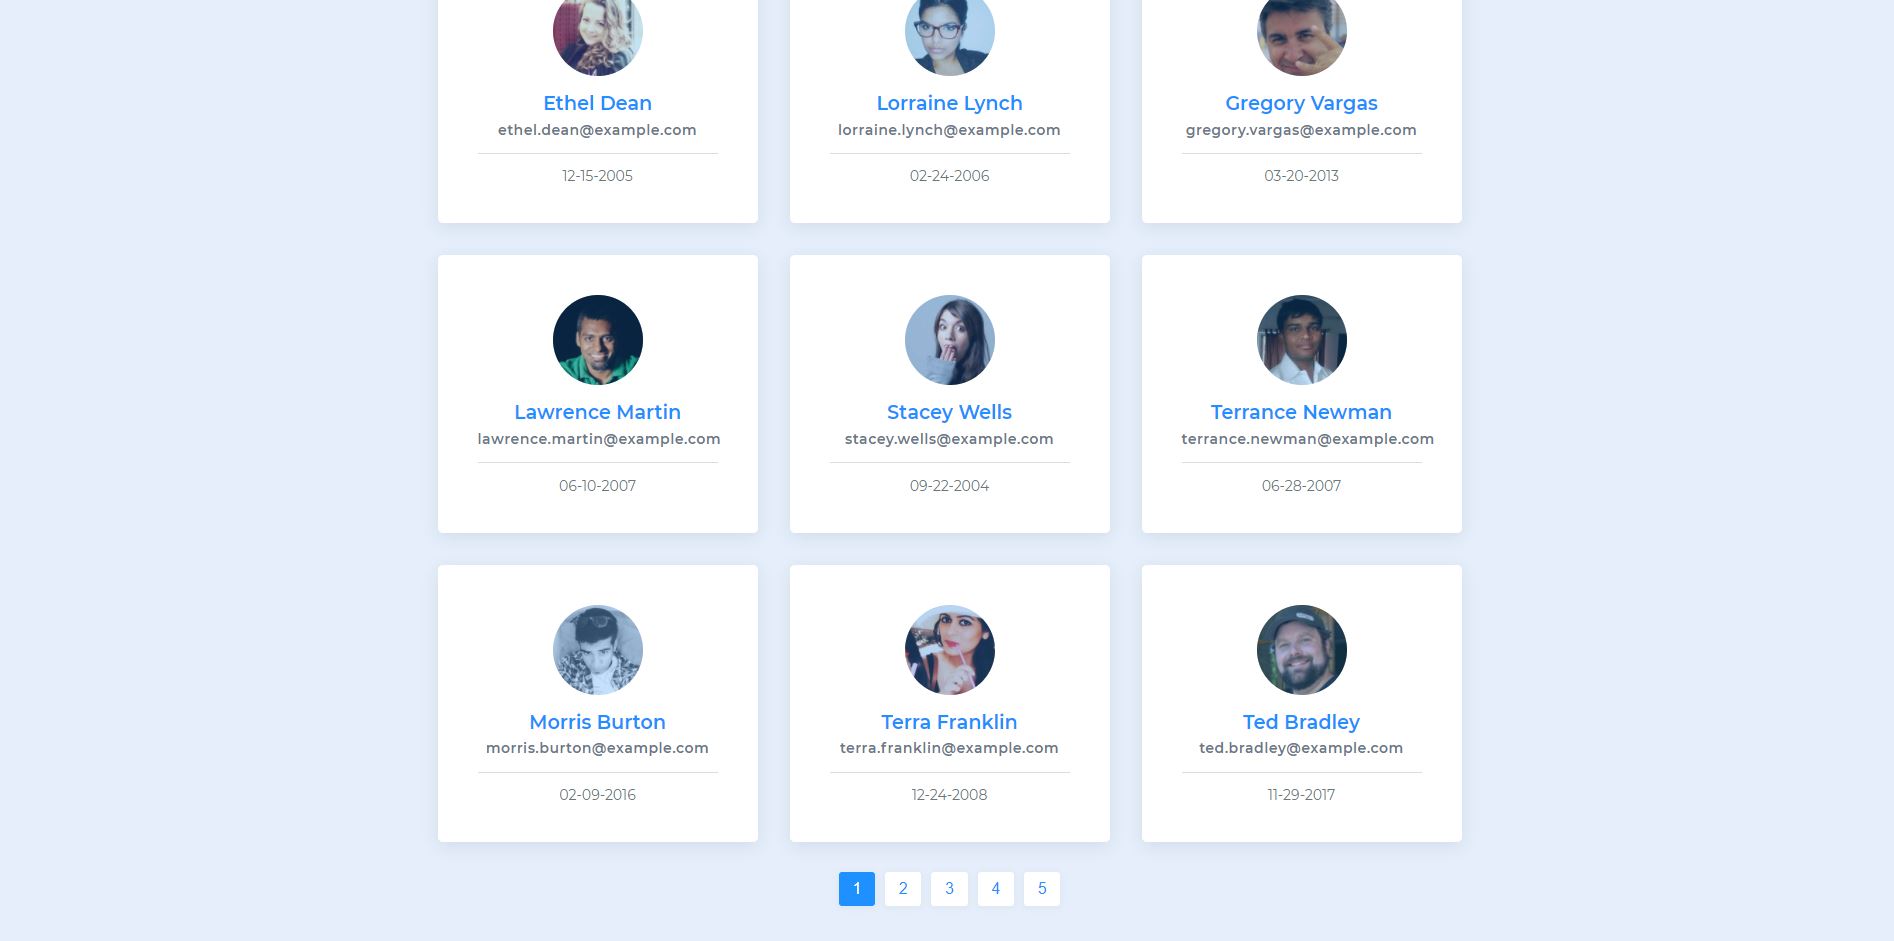 Ethel Dean
ethel.dean@example.com
12-15-2005
Lorraine Lynch
lorraine.lynch@example.com
02-24-2006
Gregory Vargas
gregory.vargas@example.com
03-20-2013
Lawrence Martin
lawrence.martin@example.com
06-10-2007
Stacey Wells
stacey.wells@example.com
09-22-2004
Terrance Newman
terrance.newman@example.com
06-28-2007
Morris Burton
morris.burton@example.com
02-09-2016
Terra Franklin
terra.franklin@example.com
12-24-2008
Ted Bradley
ted.bradley@example.com
11-29-2017
1 2 3 4 5